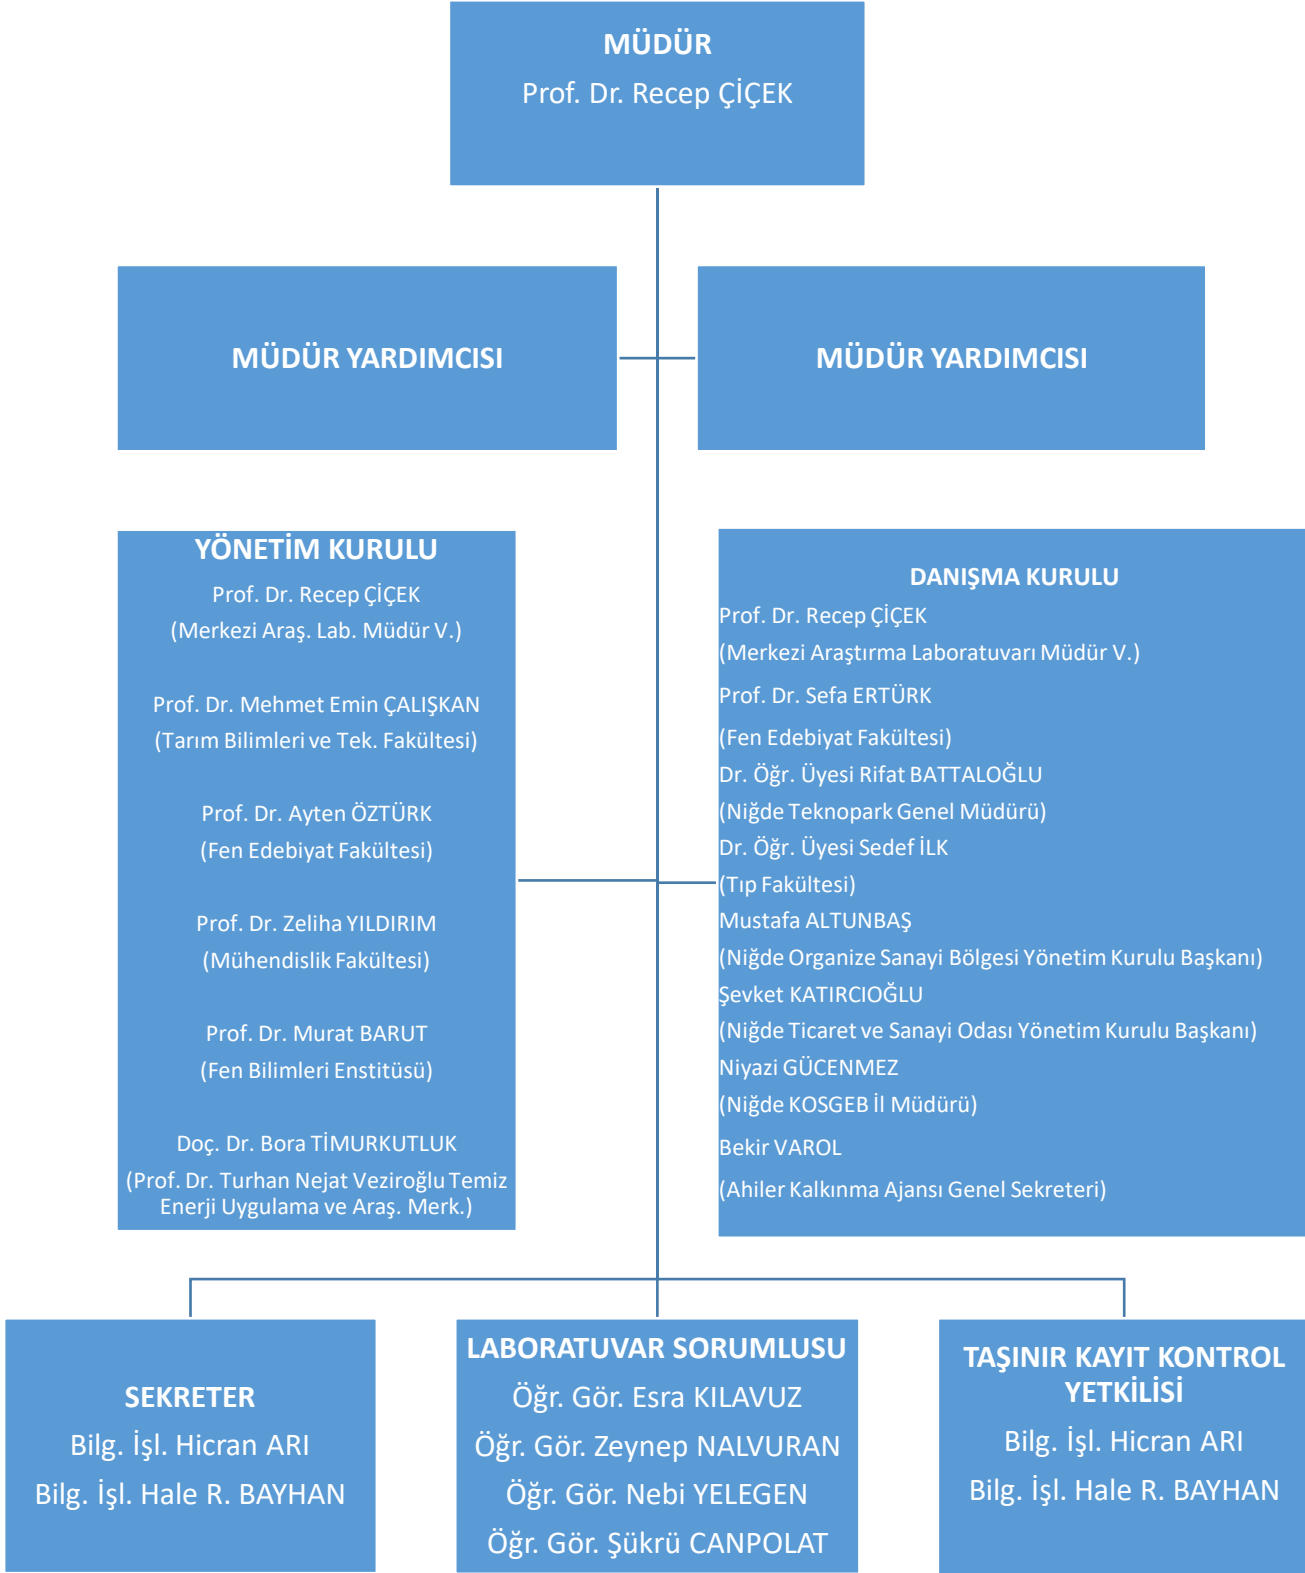 MÜDÜR
Prof. Dr. Recep ÇİÇEK
MÜDÜR YARDIMCISI
MÜDÜR YARDIMCISI
YÖNETİM KURULU
Prof. Dr. Recep ÇİÇEK
(Merkezi Araş. Lab. Müdür V.)
Prof. Dr. Mehmet Emin ÇALIŞKAN
(Tarım Bilimleri ve Tek. Fakültesi)
Prof. Dr. Ayten ÖZTÜRK
(Fen Edebiyat Fakültesi)
Prof. Dr. Zeliha YILDIRIM
(Mühendislik Fakültesi)
Prof. Dr. Murat BARUT
(Fen Bilimleri Enstitüsü)
Doç. Dr. Bora TİMURKUTLUK
(Prof. Dr. Turhan Nejat Veziroğlu Temiz
Enerji Uygulama ve Araş. Merk.)
DANIŞMA KURULU
Prof. Dr. Recep ÇİÇEK
(Merkezi Araştırma Laboratuvarı Müdür V.)
Prof. Dr. Sefa ERTÜRK
(Fen Edebiyat Fakültesi)
Dr. Öğr. Üyesi Rifat BATTALOĞLU
(Niğde Teknopark Genel Müdürü)
Dr. Öğr. Üyesi Sedef İLK
(Tıp Fakültesi)
Mustafa ALTUNBAŞ
(Niğde Organize Sanayi Bölgesi Yönetim Kurulu Başkanı)
Şevket KATIRCIOĞLU
(Niğde Ticaret ve Sanayi Odası Yönetim Kurulu Başkanı)
Niyazi GÜCENMEZ
(Niğde KOSGEB İl Müdürü)
Bekir VAROL
(Ahiler Kalkınma Ajansı Genel Sekreteri)
SEKRETER
Bilg. İşl. Hicran ARI
Bilg. İşl. Hale R. BAYHAN
LABORATUVAR SORUMLUSU
Öğr. Gör. Esra KILAVUZ
Öğr. Gör. Zeynep NALVURAN
Öğr. Gör. Nebi YELEGEN
Öğr. Gör. Şükrü CANPOLAT
TAŞINIR KAYIT KONTROL
YETKİLİSİ
Bilg. İşl. Hicran ARI
Bilg. İşl. Hale R. BAYHAN